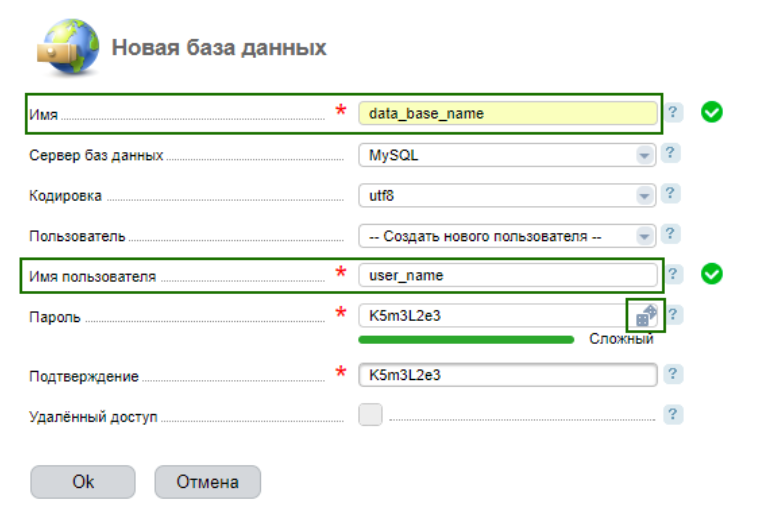 Новая база данных
Имя * data_base_name ?
Сервер баз данных MySQL ?
Кодировка utf8 ?
Пользователь -- Создать нового пользователя -- ?
Имя пользователя * user_name ?
Пароль * K5m3L2e3 ?
Сложный
Подтверждение * K5m3L2e3 ?
Удалённый доступ ?
Ok Отмена